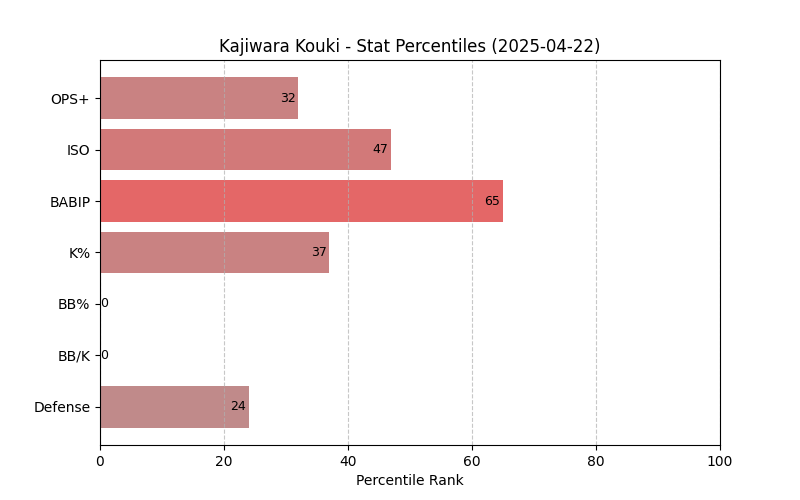 Kajiwara Kouki - Stat Percentiles (2025-04-22)
OPS+ 32
ISO 47
BABIP 65
K% 37
BB% 0
BB/K 0
Defense 24
0 20 40 60 80 100
Percentile Rank